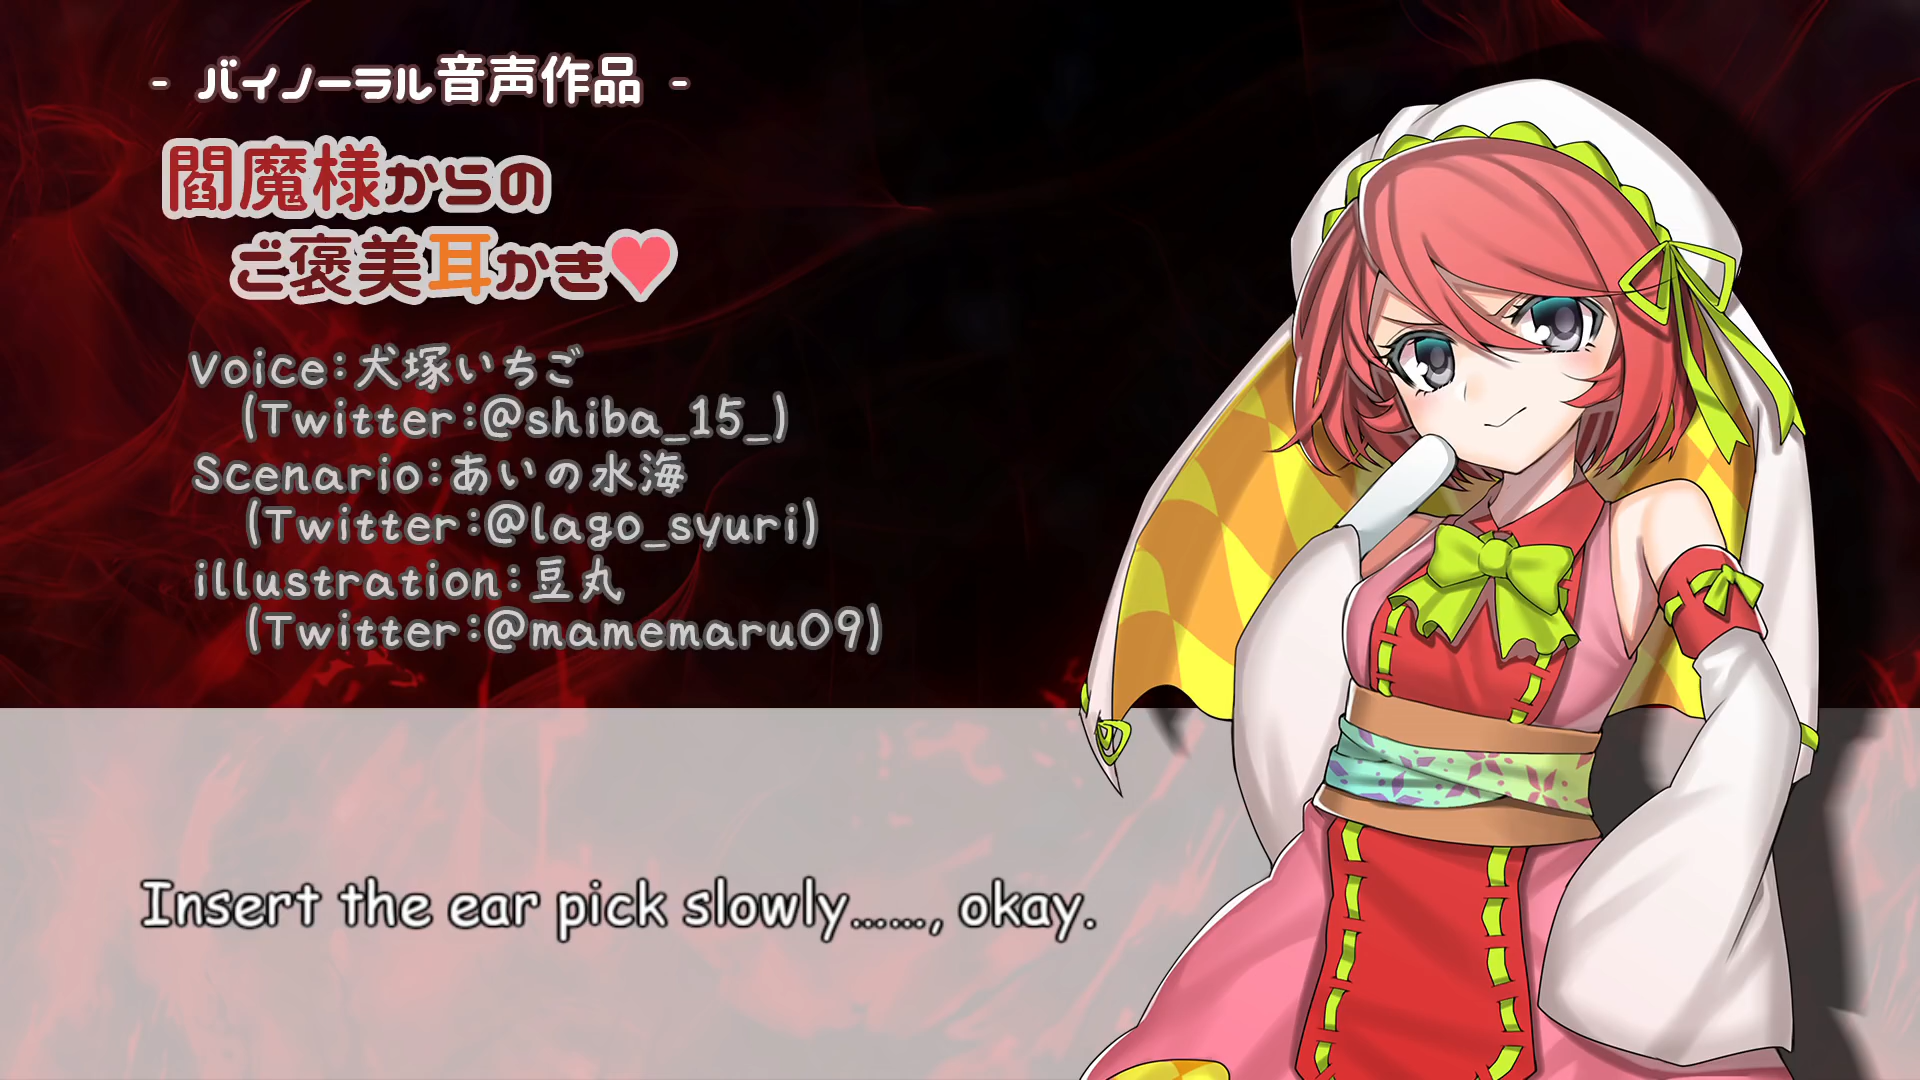 - バイノーラル音声作品 -
閻魔様からの
ご褒美耳かき♥
Voice:犬塚いちご
(Twitter:@shiba_15_)
Scenario:あいの水海
(Twitter:@lago_syuri)
illustration:豆丸
(Twitter:@mamemaru09)
Insert the ear pick slowly……, okay.